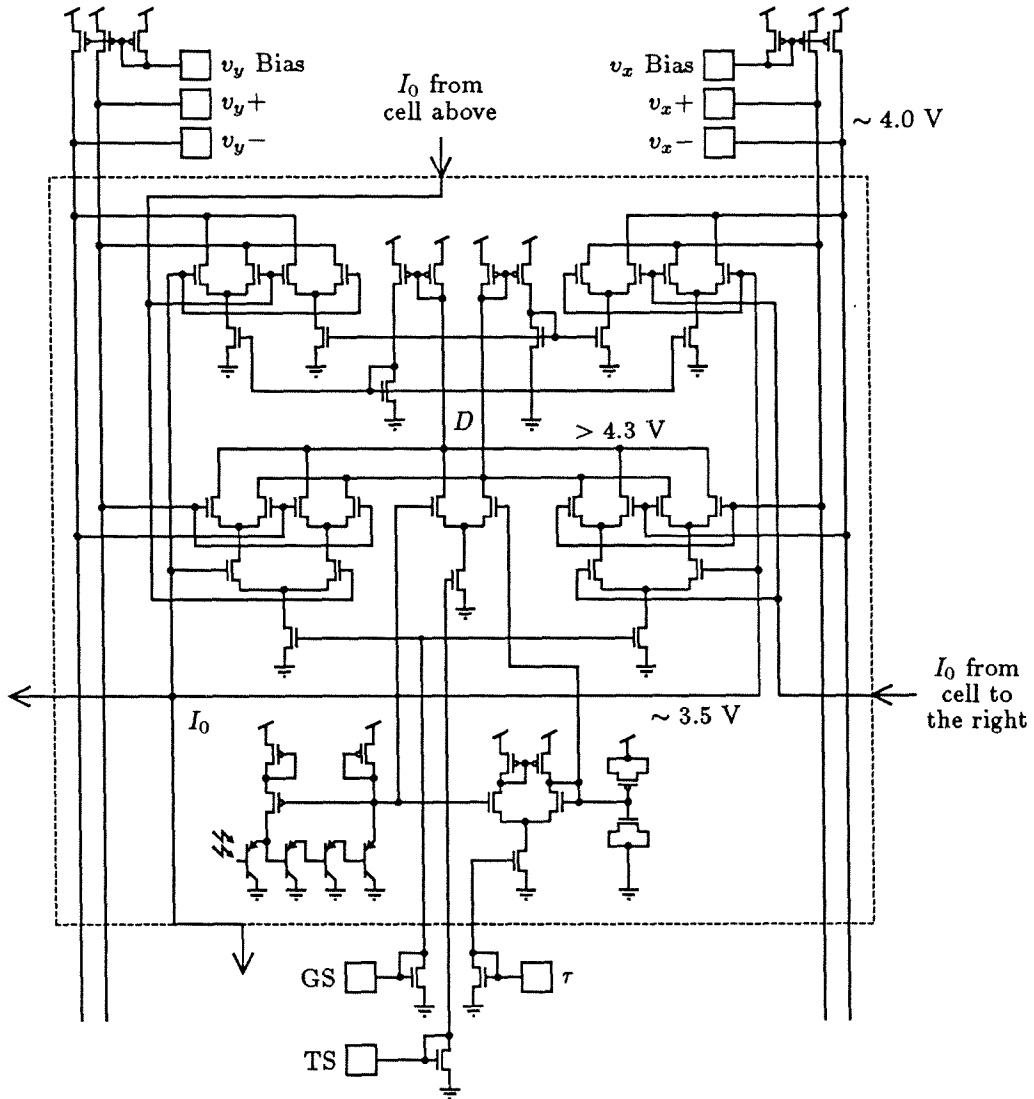 v_y Bias
v_y+
v_y−
I_0 from
cell above
v_x Bias
v_x+
v_x−
~ 4.0 V
D
> 4.3 V
I_0
~ 3.5 V
I_0 from
cell to
the right
GS
τ
TS